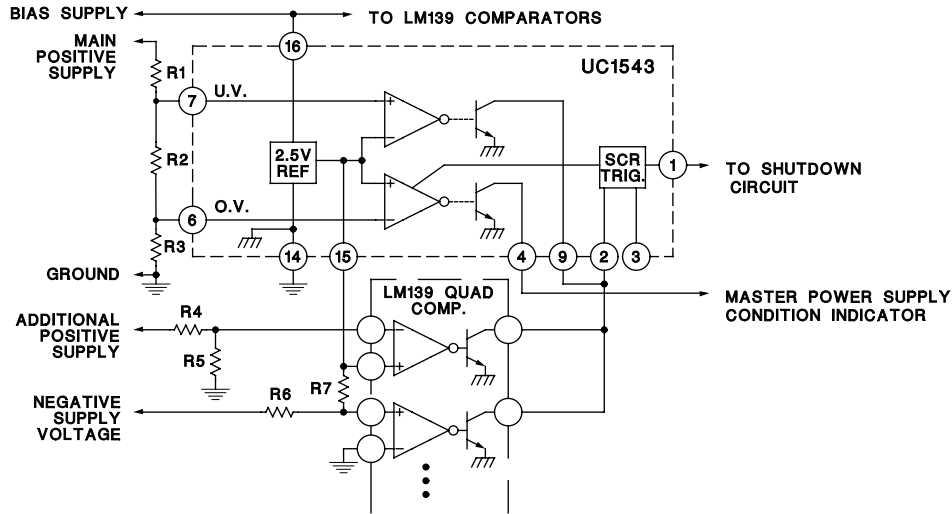 BIAS SUPPLY
TO LM139 COMPARATORS
MAIN
POSITIVE
SUPPLY
16
UC1543
R1
7
U.V.
+
−
R2
2.5V
REF
SCR
TRIG.
1
TO SHUTDOWN
CIRCUIT
+
−
6
O.V.
R3
14
15
4
9
2
3
GROUND
LM139 QUAD
COMP.
MASTER POWER SUPPLY
CONDITION INDICATOR
ADDITIONAL
POSITIVE
SUPPLY
R4
R5
−
+
R7
NEGATIVE
SUPPLY
VOLTAGE
R6
+
−